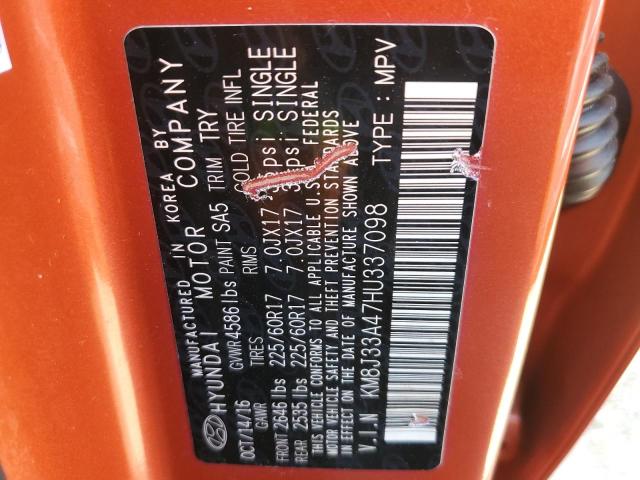 MANUFACTURED IN KOREA BY
HYUNDAI MOTOR COMPANY
OCT/14/16 GVWR 4586 lbs PAINT SA5 TRIM TRY
GAWR TIRES RIMS COLD TIRE INFL
FRONT 2646 lbs 225/60R17 7.0JX17 psi: SINGLE
REAR 2535 lbs 225/60R17 7.0JX17 psi: SINGLE
THIS VEHICLE CONFORMS TO ALL APPLICABLE U.S. FEDERAL
MOTOR VEHICLE SAFETY AND THEFT PREVENTION STANDARDS
IN EFFECT ON THE DATE OF MANUFACTURE SHOWN ABOVE
V.I.N KM8J33A47HU337098 TYPE : MPV